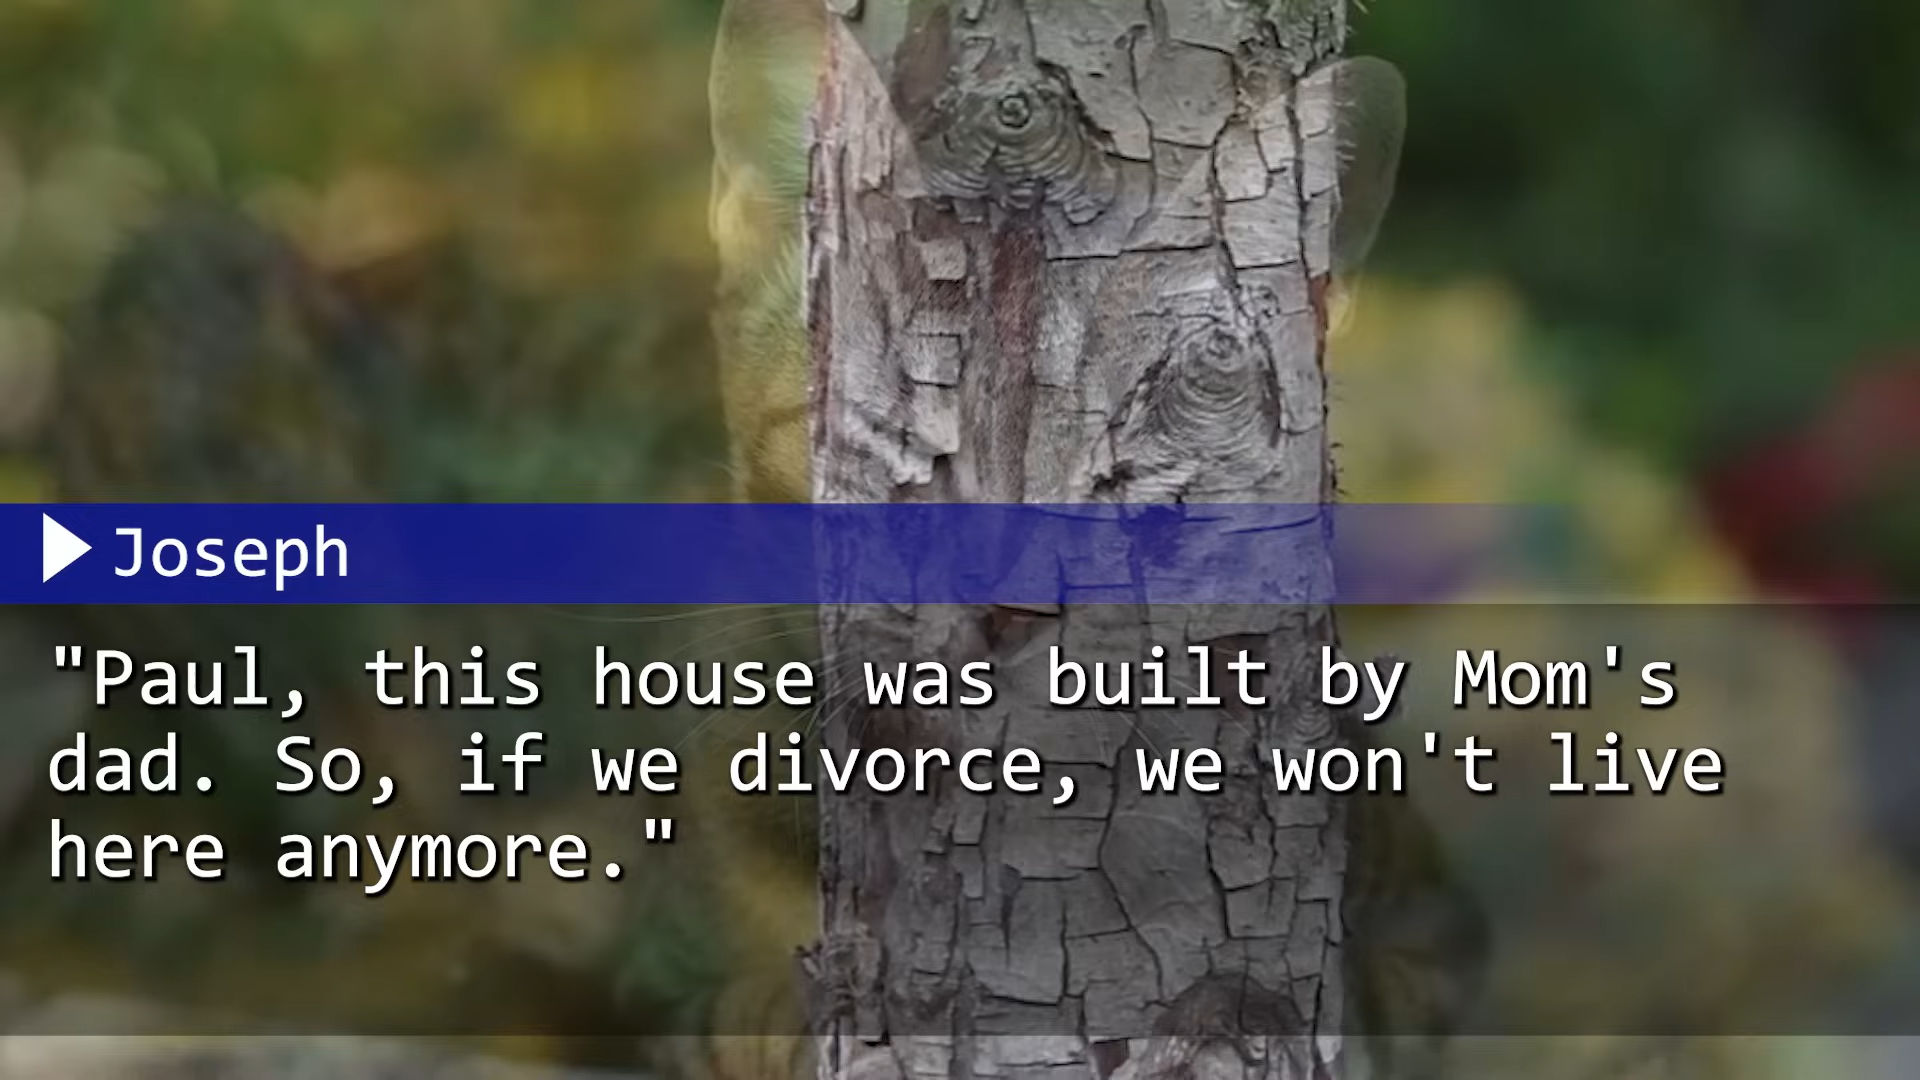 Joseph
"Paul, this house was built by Mom's
dad. So, if we divorce, we won't live
here anymore."